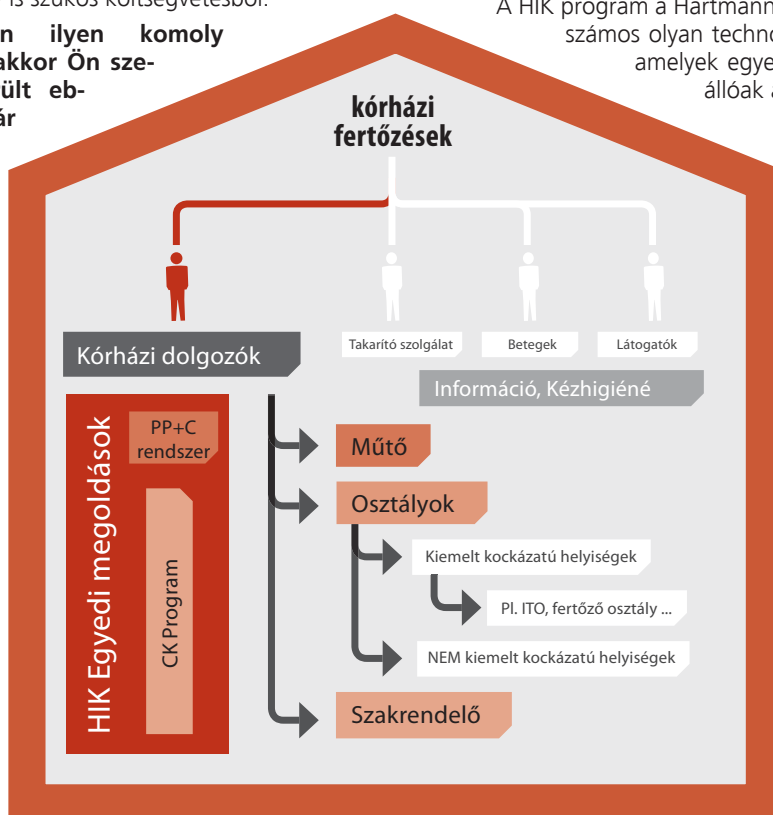 is szűkös költségvetésből.
ilyen komoly
akkor Ön sze-
rült eb-
A HIK program a Hartmann
számos olyan techno
amelyek egye
állóak
kórházi
fertőzések
Kórházi dolgozók
Takarító szolgálat
Betegek
Látogatók
Információ, Kézhigiéné
HIK Egyedi megoldások
PP+C
rendszer
CK Program
Műtő
Osztályok
Kiemelt kockázatú helyiségek
Pl. ITO, fertőző osztály ...
NEM kiemelt kockázatú helyiségek
Szakrendelő